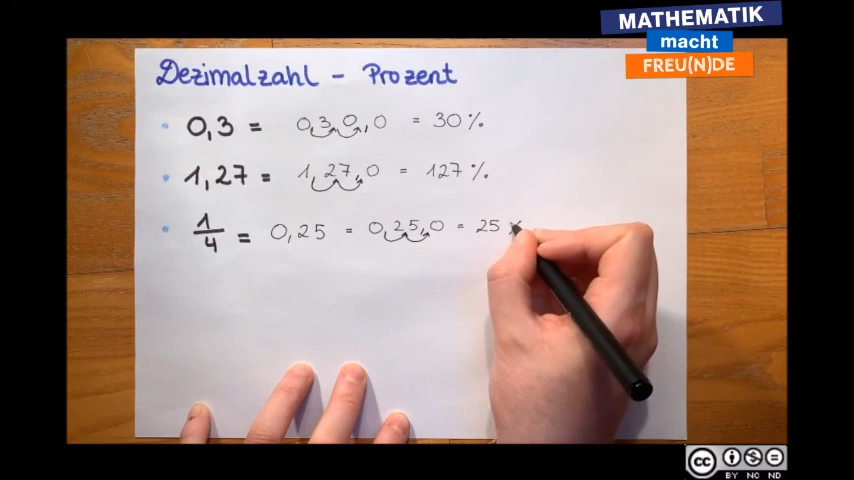 MATHEMATIK
macht
FREU(N)DE
Dezimalzahl - Prozent
• 0,3 = 0,3,0,0 = 30 %
• 1,27 = 1,27,0 = 127 %
• 1/4 = 0,25 = 0,25,0 = 25 %
cc
BY NC ND